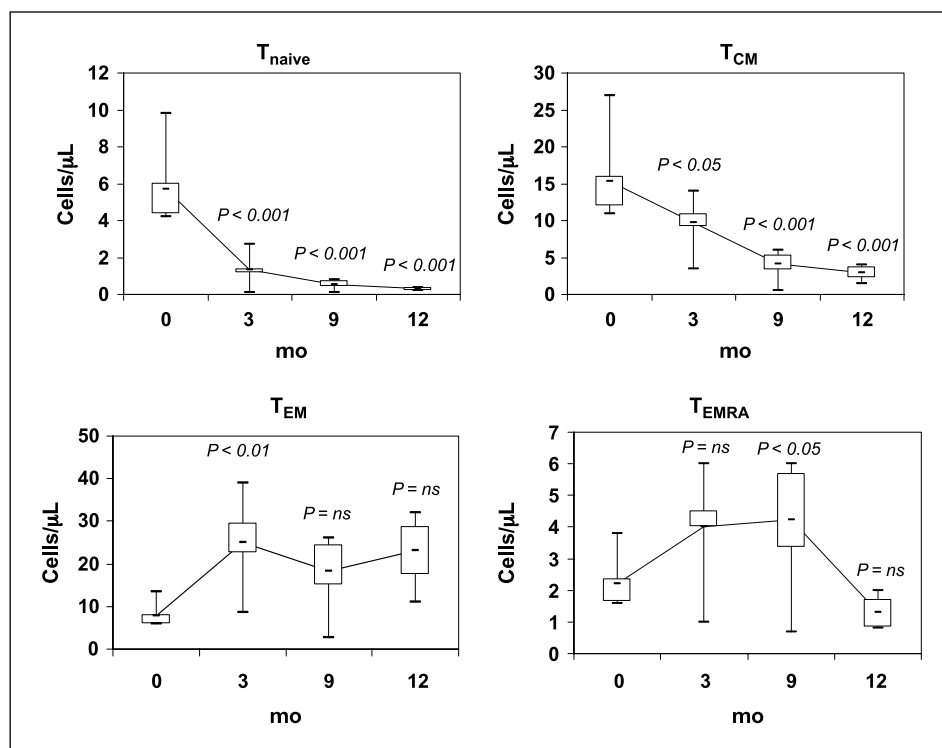 T_naive
Cells/μL
12
10
8
6
4
2
0
P < 0.001
P < 0.001
P < 0.001
0 3 9 12
mo
T_CM
Cells/μL
30
25
20
15
10
5
0
P < 0.05
P < 0.001
P < 0.001
0 3 9 12
mo
T_EM
Cells/μL
50
40
30
20
10
0
P < 0.01
P = ns
P = ns
0 3 9 12
mo
T_EMRA
Cells/μL
7
6
5
4
3
2
1
0
P = ns
P < 0.05
P = ns
0 3 9 12
mo